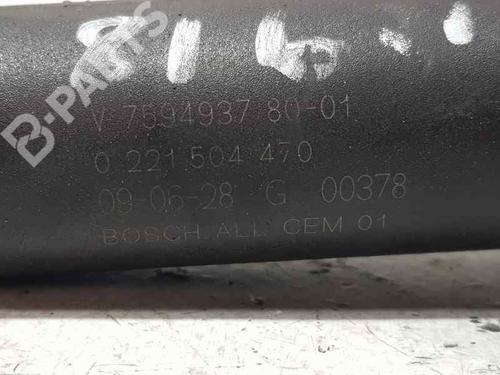 B-PARTS
V 7594937 80-01
0 221 504 470
09-06-28 G 00378
BOSCH ALL CEM 01